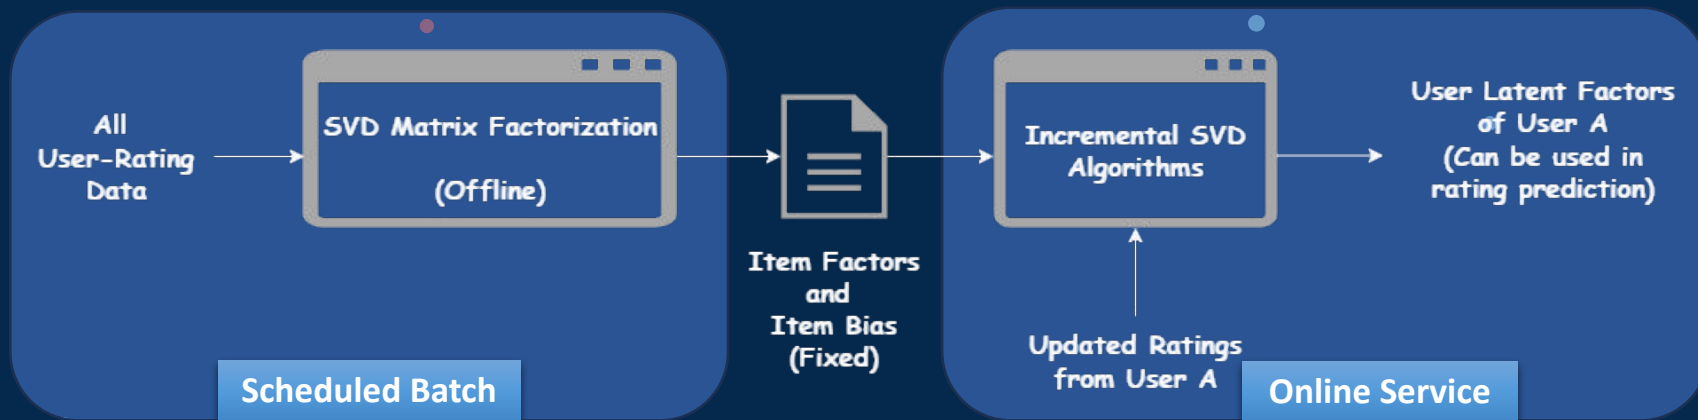 All
User-Rating
Data
SVD Matrix Factorization
(Offline)
Scheduled Batch
Item Factors
and
Item Bias
(Fixed)
Incremental SVD
Algorithms
Updated Ratings
from User A
User Latent Factors
of User A
(Can be used in
rating prediction)
Online Service